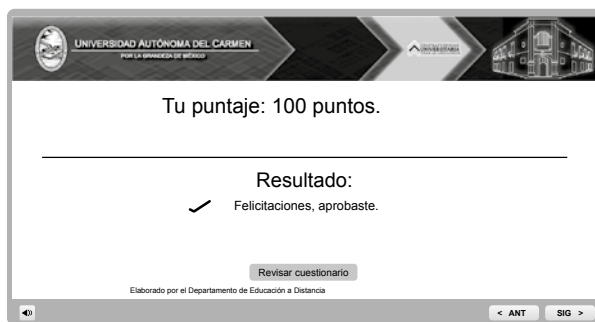 UNIVERSIDAD AUTÓNOMA DEL CARMEN
POR LA GRANDEZA DE MÉXICO
Tu puntaje: 100 puntos.
Resultado:
Felicitaciones, aprobaste.
Revisar cuestionario
Elaborado por el Departamento de Educación a Distancia
< ANT
SIG >